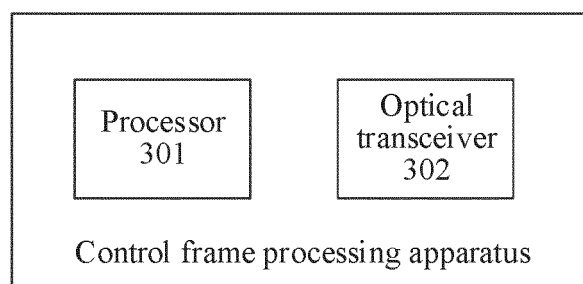 Processor
301
Optical
transceiver
302
Control frame processing apparatus